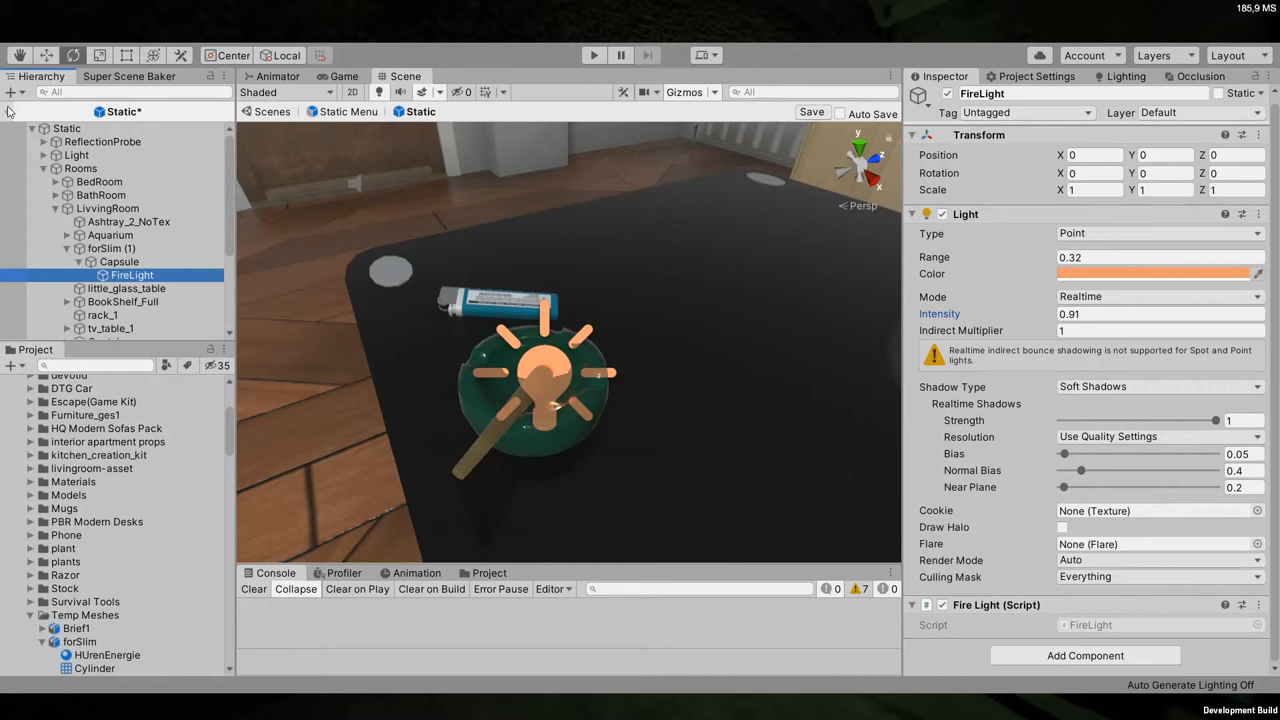 185,9 MS
Center Local Account Layers Layout
Hierarchy Super Scene Baker Animator Game Scene Inspector Project Settings Lighting Occlusion
All Shaded 2D 0 Gizmos All FireLight Static
Static* Scenes Static Menu Static Save Auto Save Tag Untagged Layer Default
Static
ReflectionProbe
Light
Rooms
BedRoom
BathRoom
LivvingRoom
Ashtray_2_NoTex
Aquarium
forSlim (1)
Capsule
FireLight
little_glass_table
BookShelf_Full
rack_1
tv_table_1
Project
35
DTG Car
Escape(Game Kit)
Furniture_ges1
HQ Modern Sofas Pack
interior apartment props
kitchen_creation_kit
livingroom-asset
Materials
Models
Mugs
PBR Modern Desks
Phone
plant
plants
Razor
Stock
Survival Tools
Temp Meshes
Brief1
forSlim
HUrenEnergie
Cylinder
y
z
x
Persp
Console Profiler Animation Project
Clear Collapse Clear on Play Clear on Build Error Pause Editor 0 7 0
Transform
Position X 0 Y 0 Z 0
Rotation X 0 Y 0 Z 0
Scale X 1 Y 1 Z 1
Light
Type Point
Range 0.32
Color
Mode Realtime
Intensity 0.91
Indirect Multiplier 1
Realtime indirect bounce shadowing is not supported for Spot and Point
lights.
Shadow Type Soft Shadows
Realtime Shadows
Strength 1
Resolution Use Quality Settings
Bias 0.05
Normal Bias 0.4
Near Plane 0.2
Cookie None (Texture)
Draw Halo
Flare None (Flare)
Render Mode Auto
Culling Mask Everything
Fire Light (Script)
Script FireLight
Add Component
Auto Generate Lighting Off
Development Build